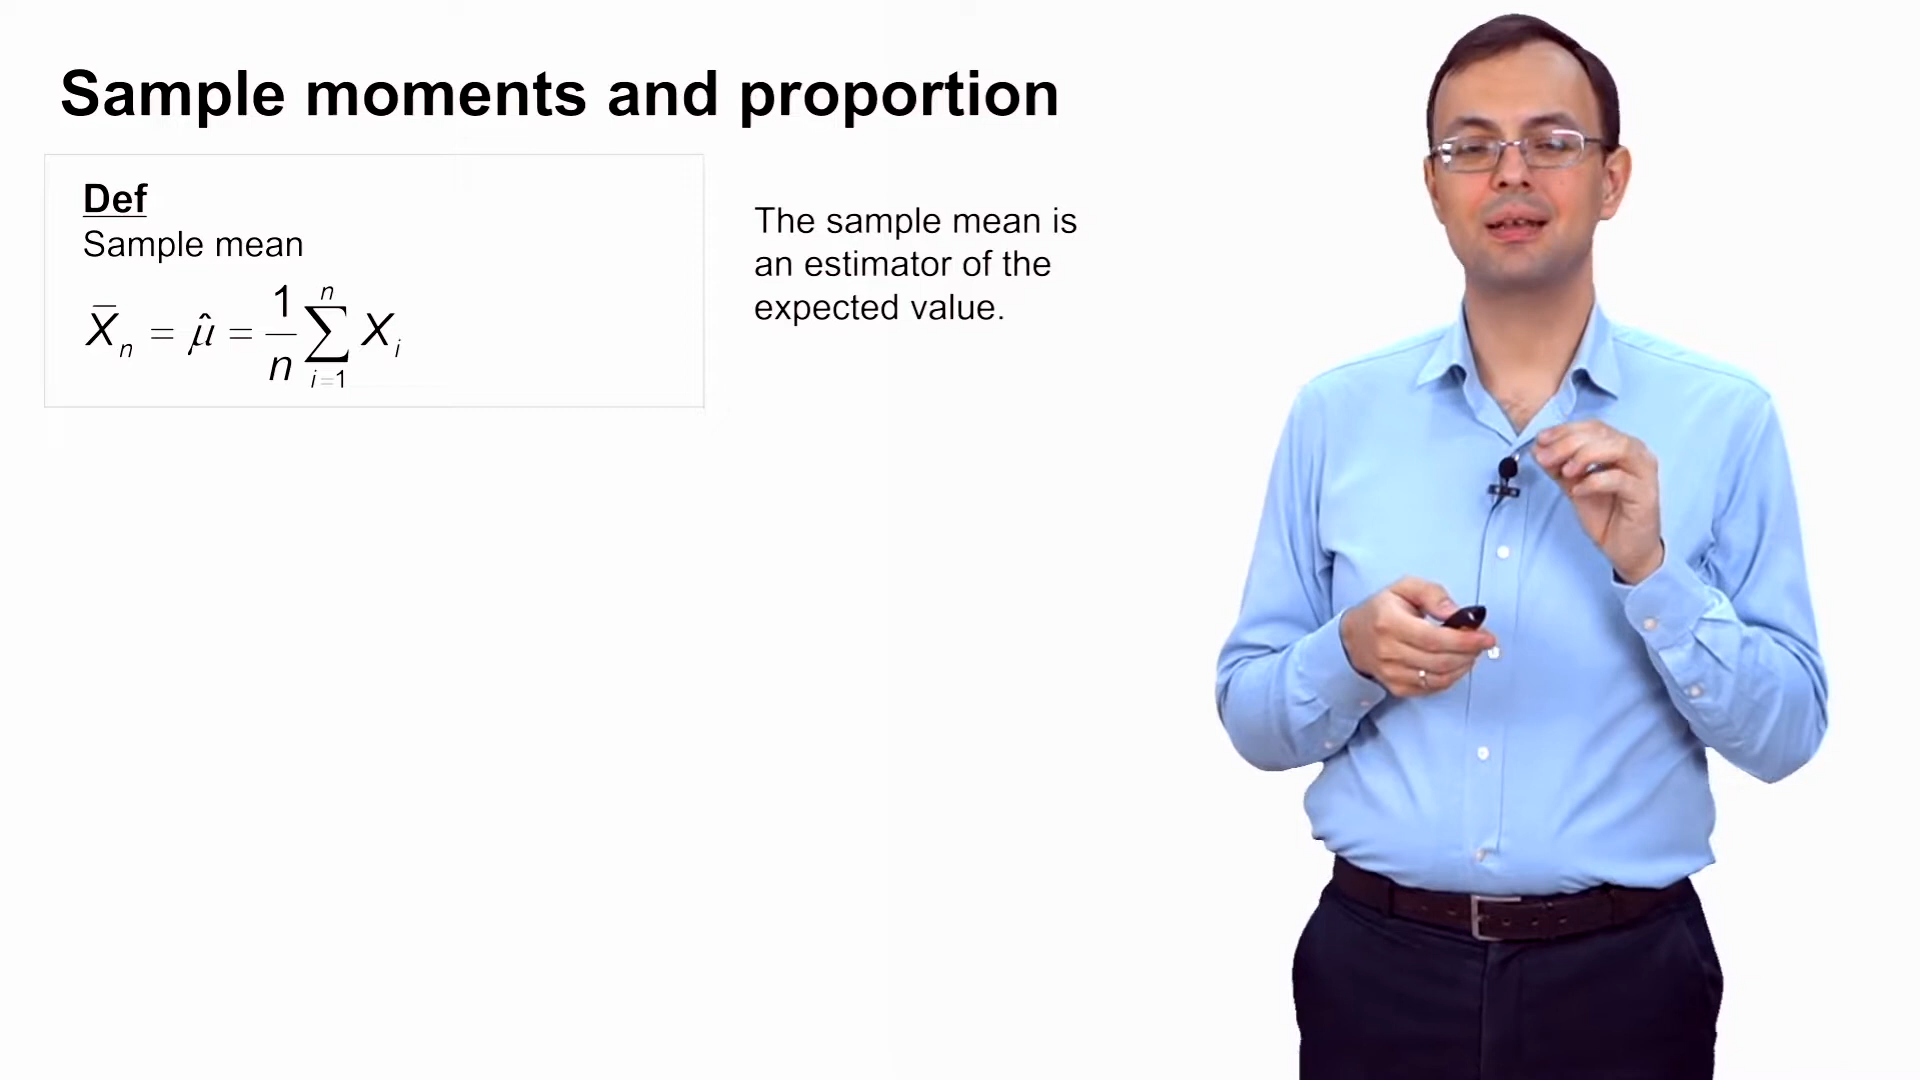 Sample moments and proportion
Def
Sample mean
X̄ₙ = μ̂ = 1/n ∑ᵢ₌₁ⁿ Xᵢ
The sample mean is
an estimator of the
expected value.